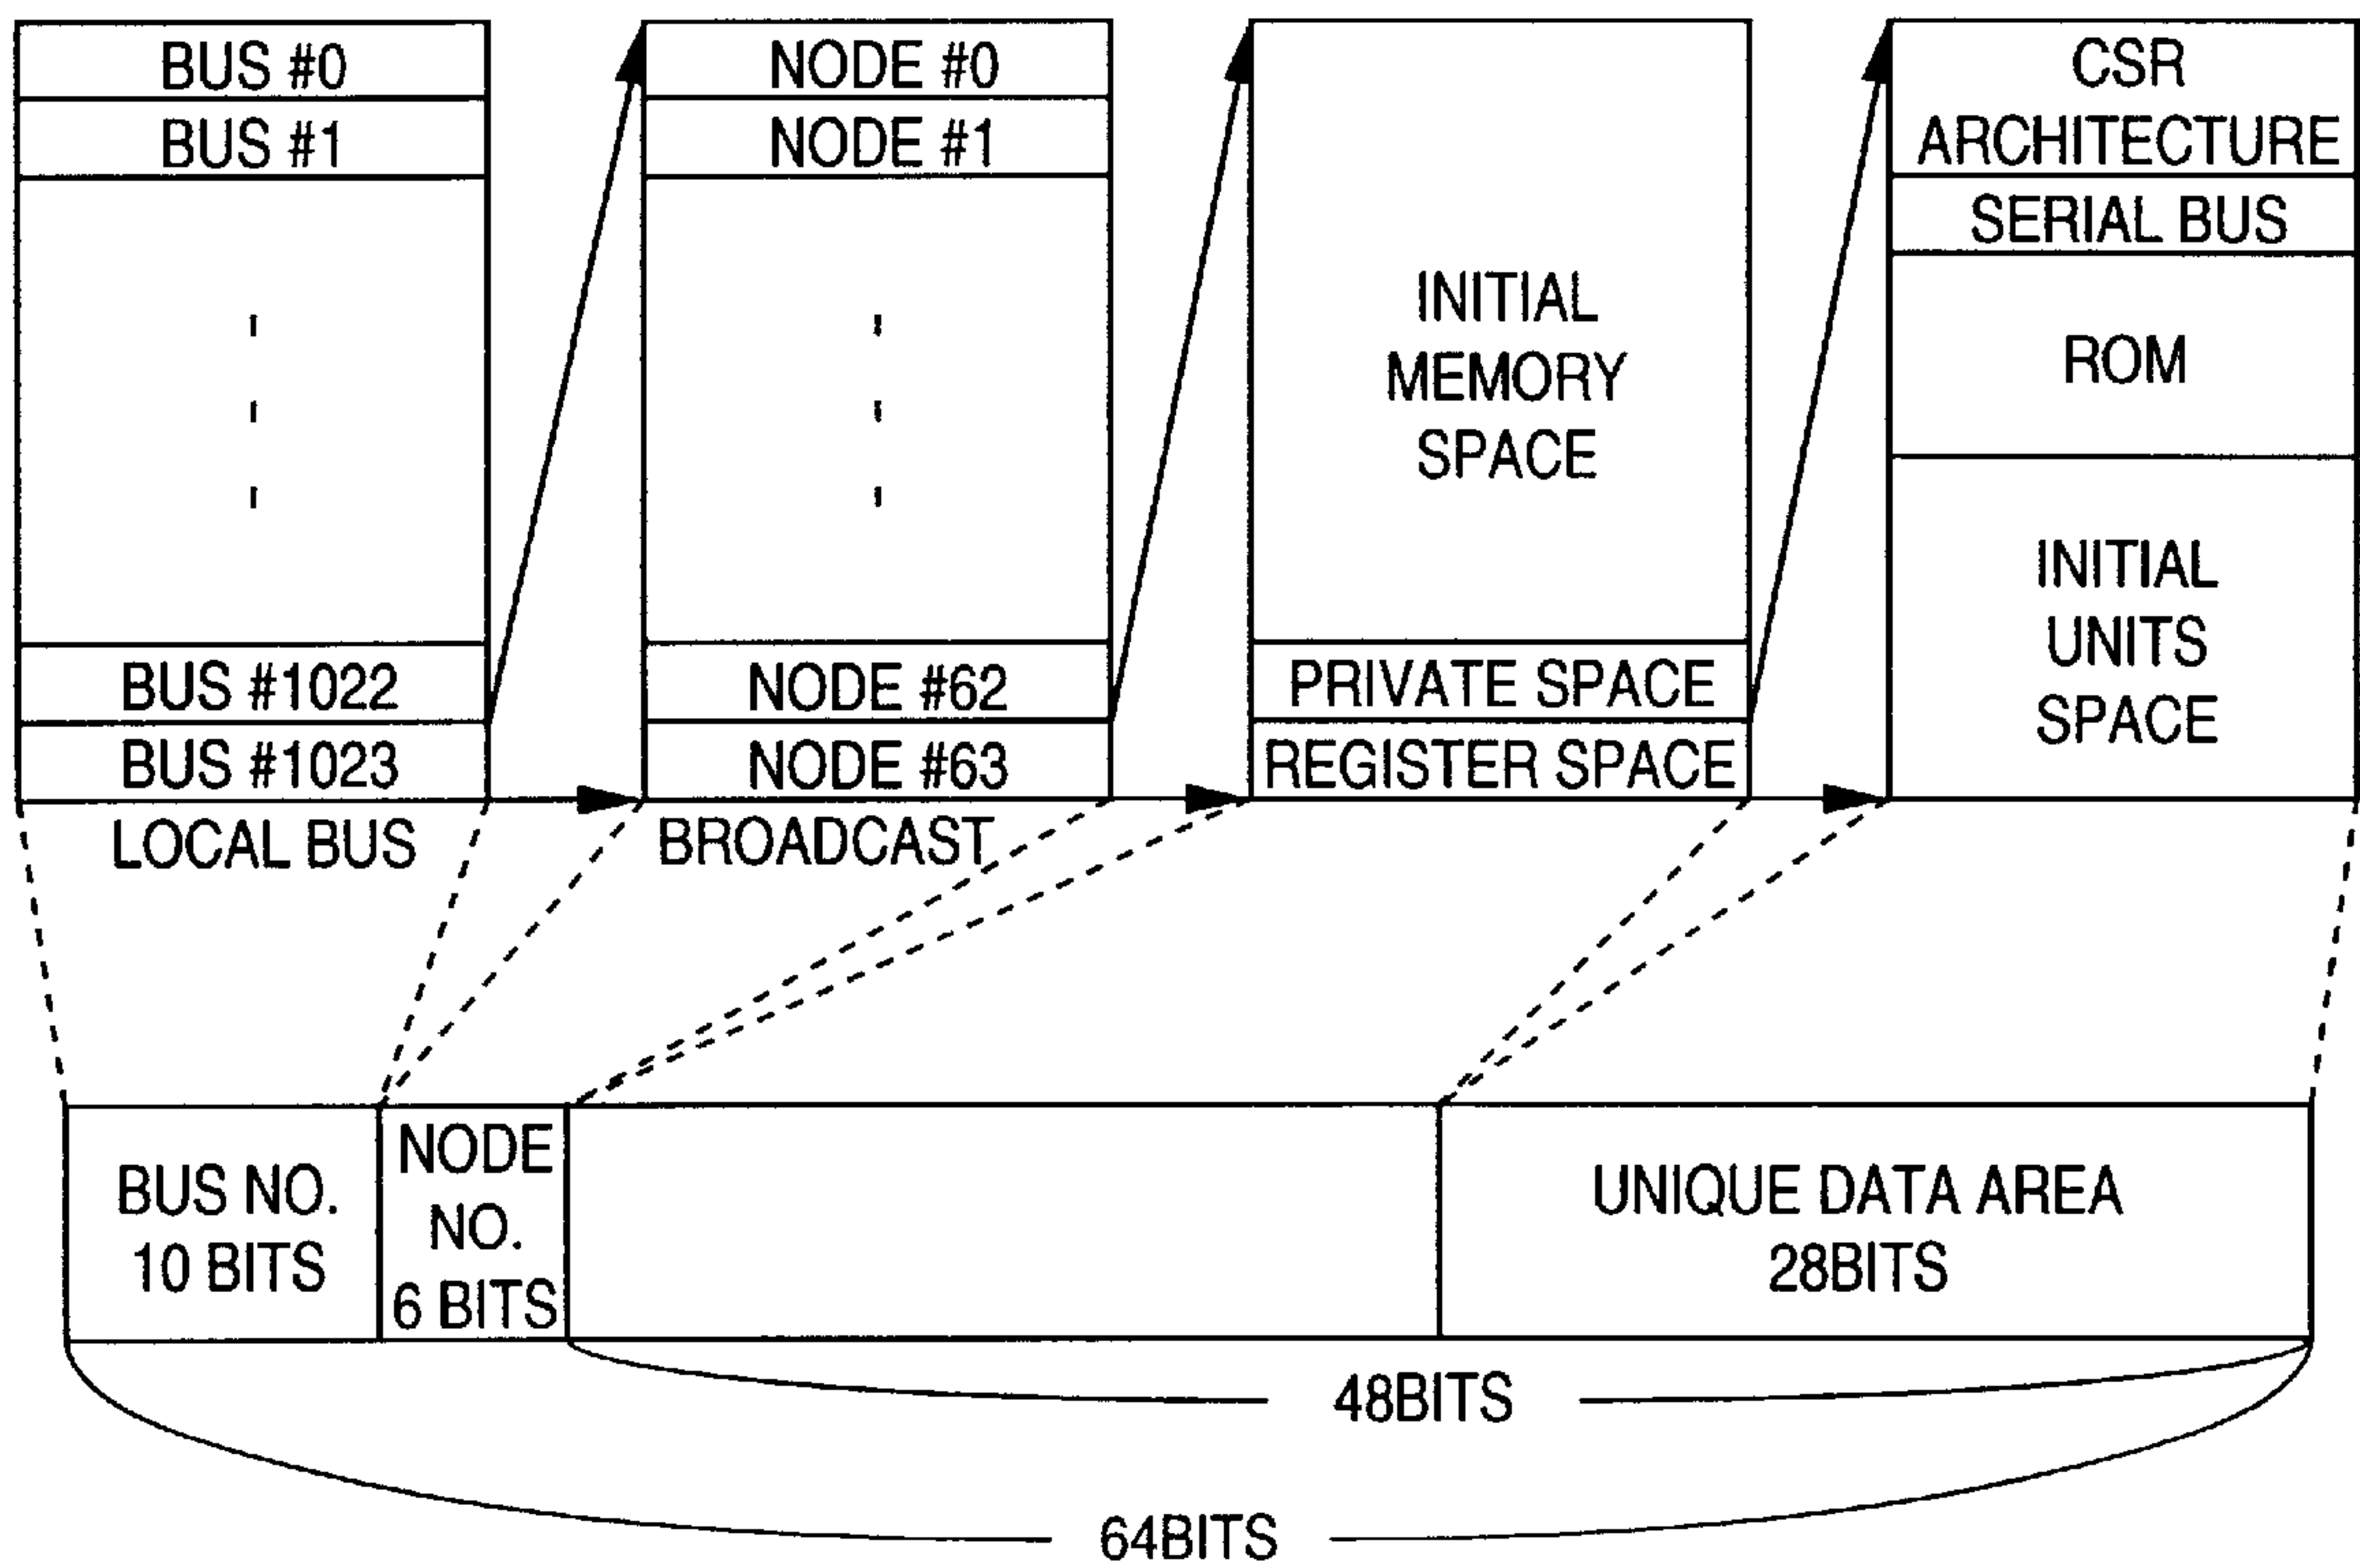 BUS #0
BUS #1
BUS #1022
BUS #1023
LOCAL BUS
NODE #0
NODE #1
NODE #62
NODE #63
BROADCAST
INITIAL
MEMORY
SPACE
PRIVATE SPACE
REGISTER SPACE
CSR
ARCHITECTURE
SERIAL BUS
ROM
INITIAL
UNITS
SPACE
BUS NO.
10 BITS
NODE
NO.
6 BITS
UNIQUE DATA AREA
28BITS
48BITS
64BITS